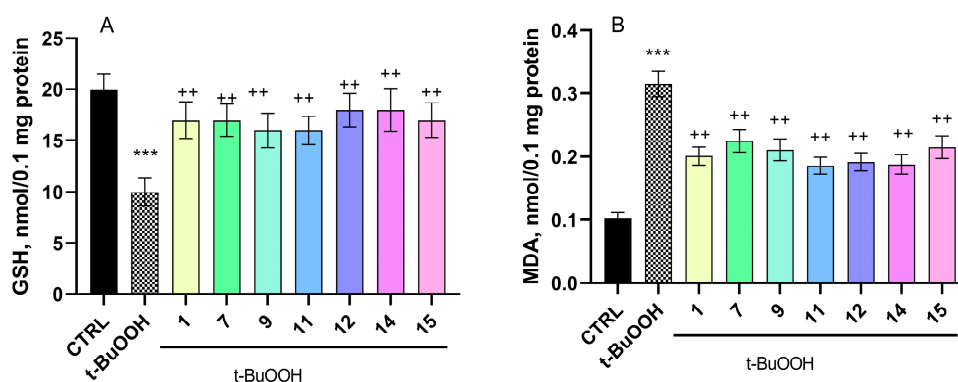 A
GSH, nmol/0.1 mg protein
25
20
15
10
5
0
***
++ ++ ++ ++ ++ ++ ++
CTRL t-BuOOH 1 7 9 11 12 14 15
t-BuOOH
B
MDA, nmol/0.1 mg protein
0.4
0.3
0.2
0.1
0.0
***
++ ++ ++ ++ ++ ++ ++
CTRL t-BuOOH 1 7 9 11 12 14 15
t-BuOOH